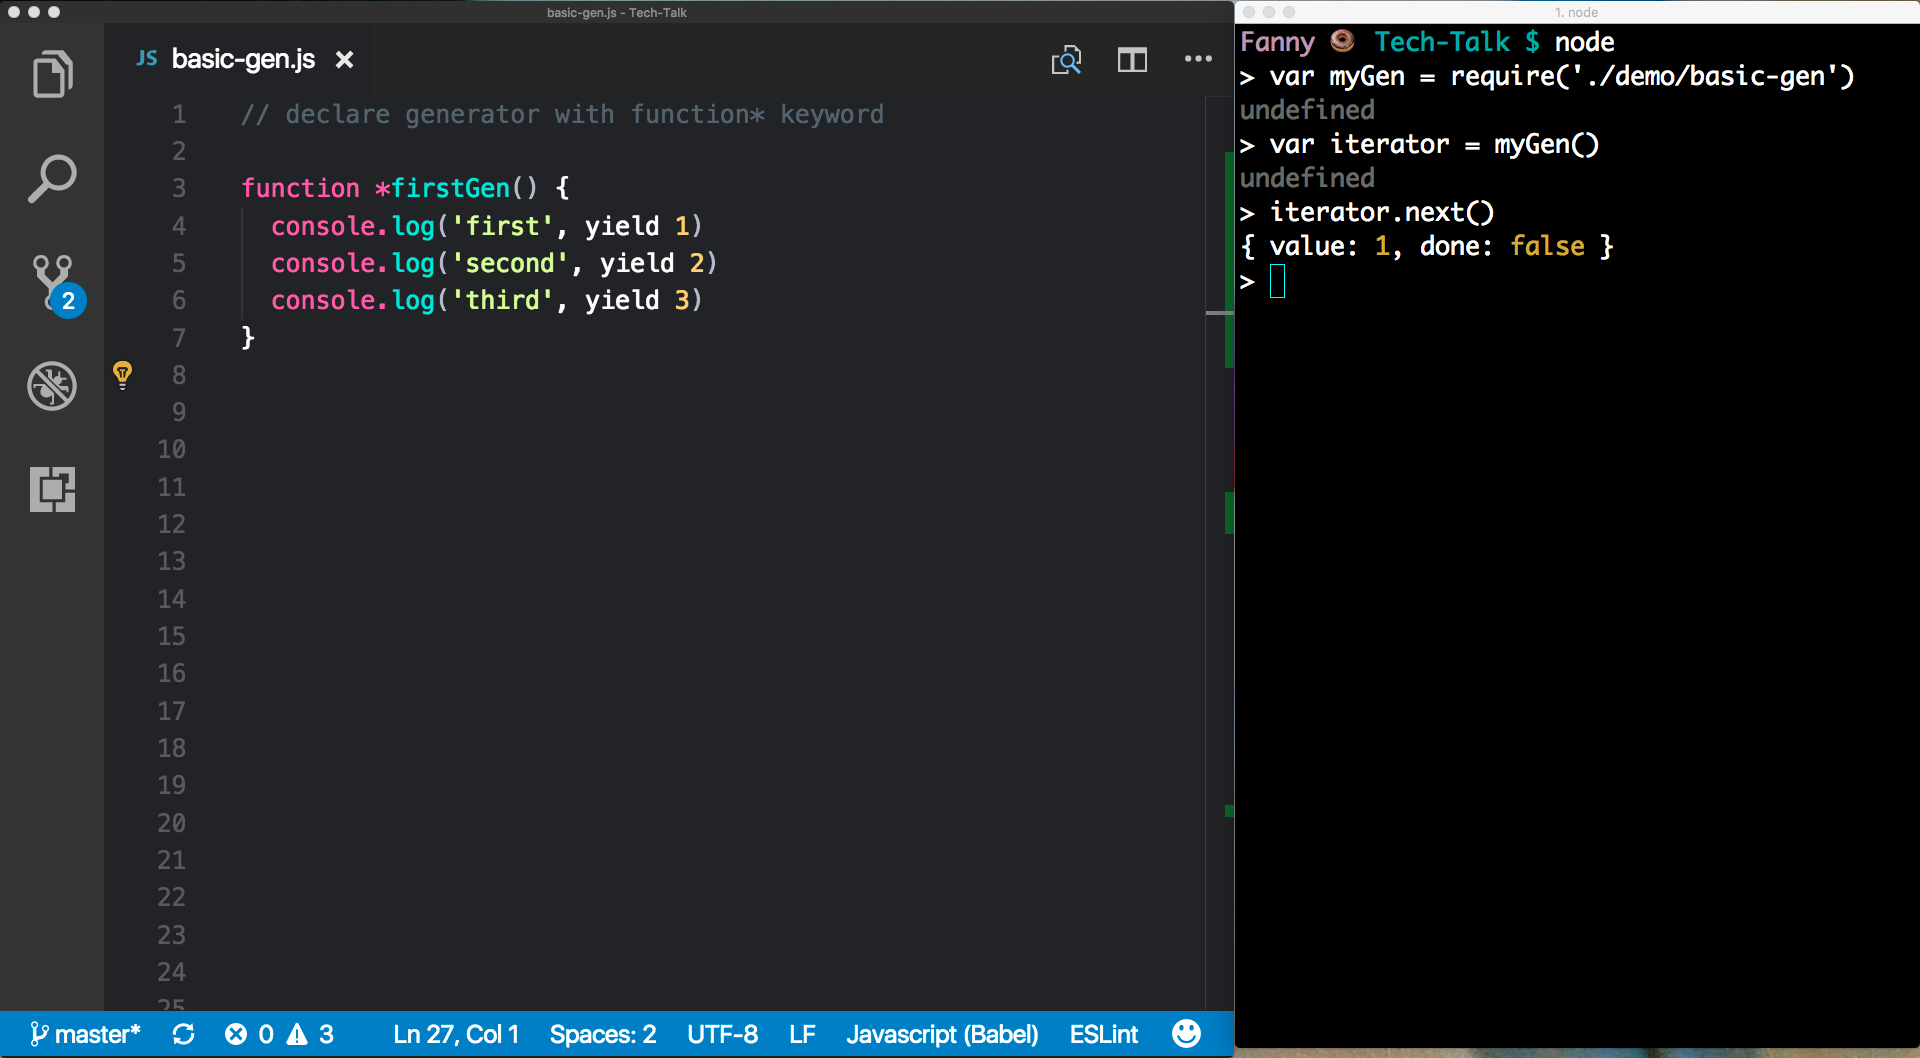 basic-gen.js - Tech-Talk
JS basic-gen.js
1 // declare generator with function* keyword
2
3 function *firstGen() {
4 console.log('first', yield 1)
5 console.log('second', yield 2)
6 console.log('third', yield 3)
7 }
8
9
10
11
12
13
14
15
16
17
18
19
20
21
22
23
24
25
2
master* 0 3 Ln 27, Col 1 Spaces: 2 UTF-8 LF Javascript (Babel) ESLint
1. node
Fanny 🍩 Tech-Talk $ node
> var myGen = require('./demo/basic-gen')
undefined
> var iterator = myGen()
undefined
> iterator.next()
{ value: 1, done: false }
>